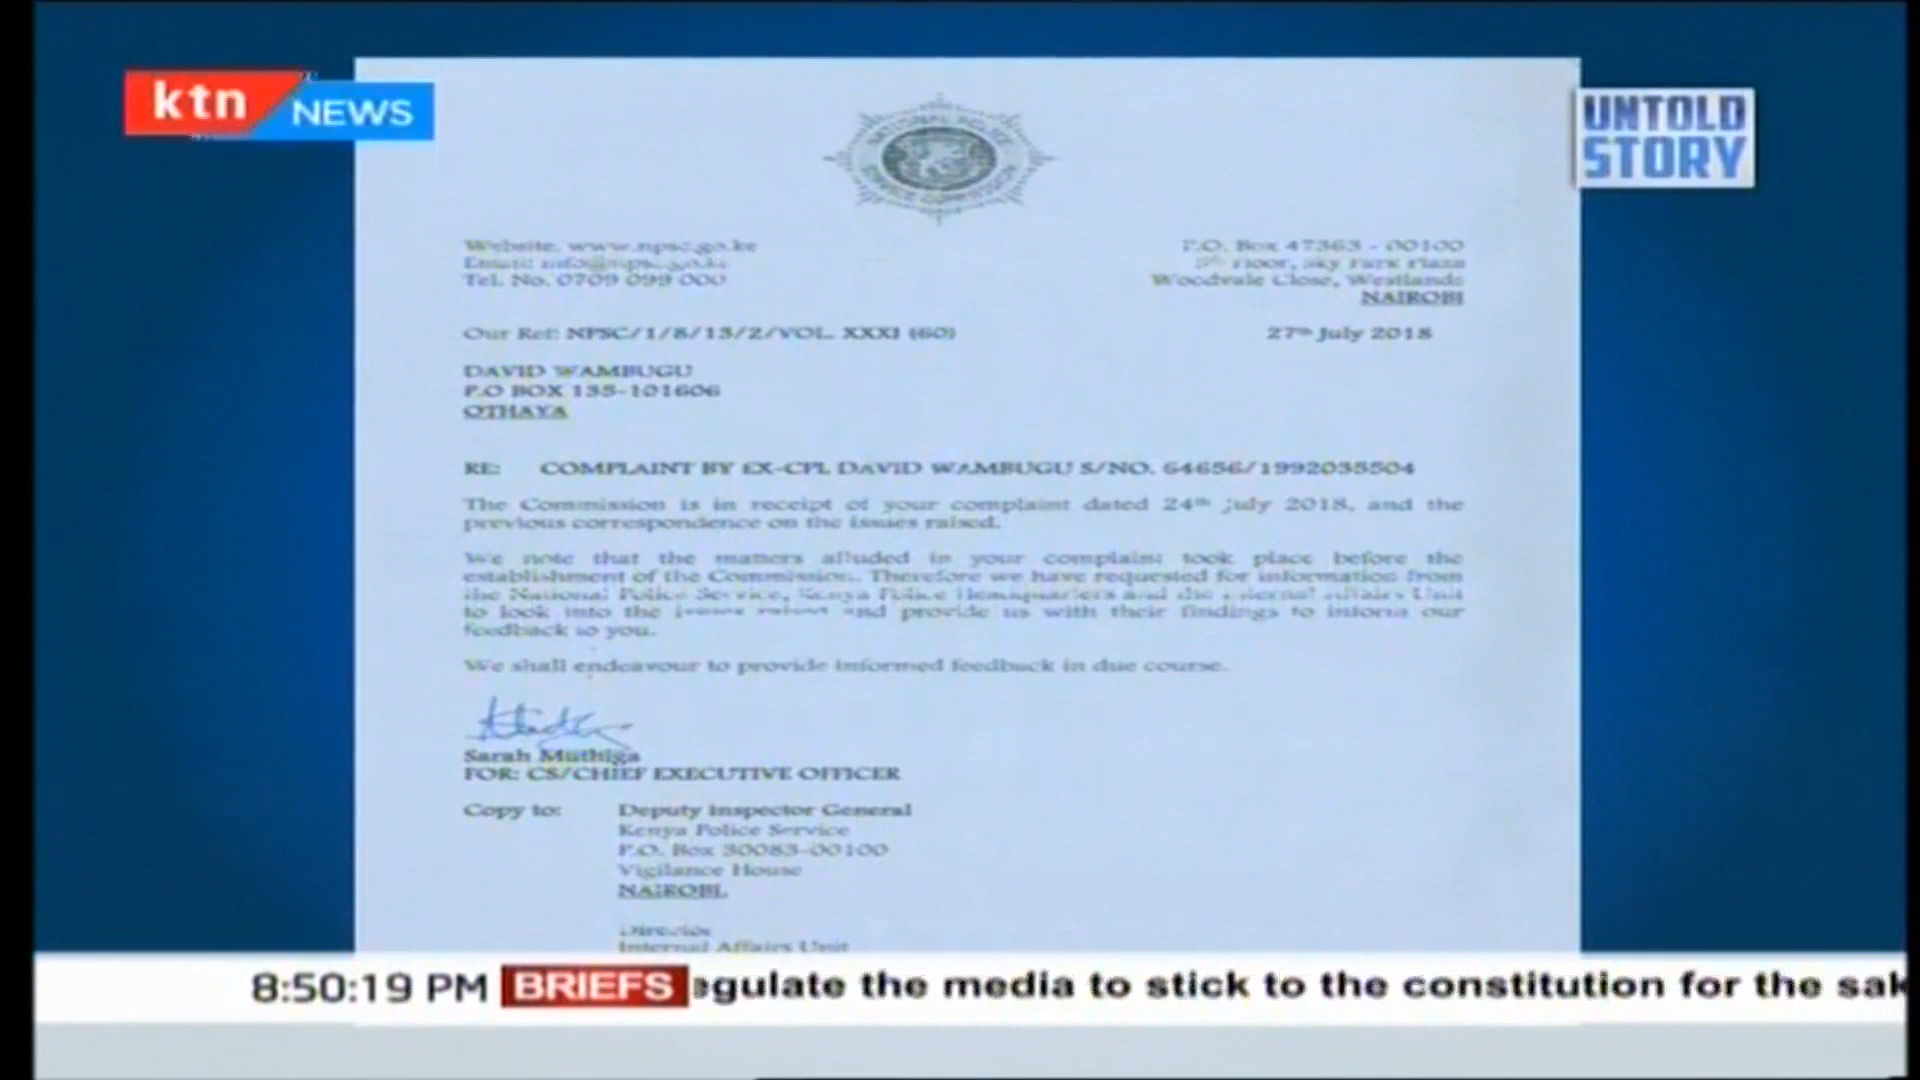 ktn NEWS
UNTOLD
STORY
NATIONAL POLICE
SERVICE COMMISSION
Website: www.npsc.go.ke
Email: info@npsc.go.ke
Tel. No. 0709 099 000
P.O. Box 47363 - 00100
5th Floor, Sky Park Plaza
Woodvale Close, Westlands
NAIROBI
Our Ref: NPSC/1/8/13/2/VOL. XXXI (60)
27th July 2018
DAVID WAMBUGU
P.O BOX 135-101606
OTHAYA
RE: COMPLAINT BY EX-CPL DAVID WAMBUGU S/NO. 64656/1992035504
The Commission is in receipt of your complaint dated 24th July 2018, and the
previous correspondence on the issues raised.
We note that the matters alluded in your complaint took place before the
establishment of the Commission. Therefore we have requested for information from
the National Police Service, Kenya Police Headquarters and the Internal Affairs Unit
to look into the issues raised and provide us with their findings to inform our
feedback to you.
We shall endeavour to provide informed feedback in due course.
Sarah Muthiga
FOR: CS/CHIEF EXECUTIVE OFFICER
Copy to: Deputy Inspector General
Kenya Police Service
P.O. Box 30083-00100
Vigilance House
NAIROBI.
Director
Internal Affairs Unit
8:50:19 PM BRIEFS egulate the media to stick to the constitution for the sak